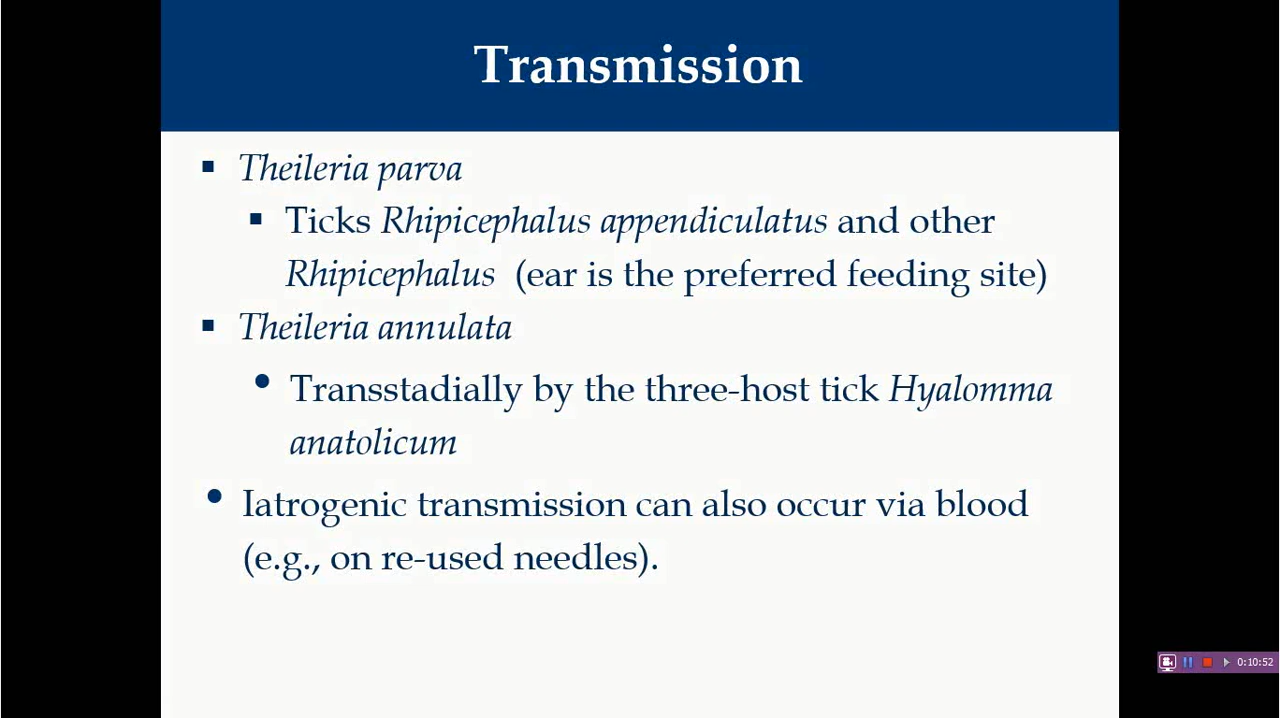 Transmission
▪ Theileria parva
▪ Ticks Rhipicephalus appendiculatus and other
Rhipicephalus (ear is the preferred feeding site)
▪ Theileria annulata
• Transstadially by the three-host tick Hyalomma
anatolicum
• Iatrogenic transmission can also occur via blood
(e.g., on re-used needles).
0:10:52